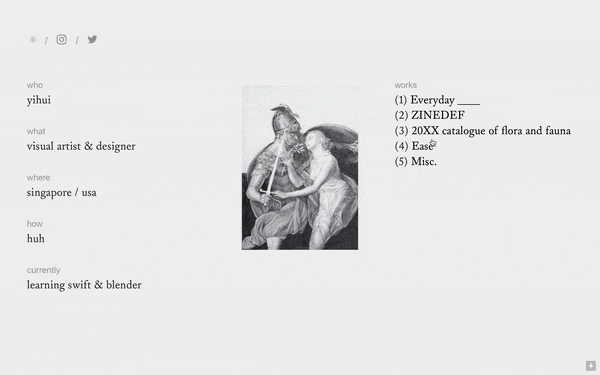 / /
who
yihui
what
visual artist & designer
where
singapore / usa
how
huh
currently
learning swift & blender
works
(1) Everyday ____
(2) ZINEDEF
(3) 20XX catalogue of flora and fauna
(4) Ease
(5) Misc.